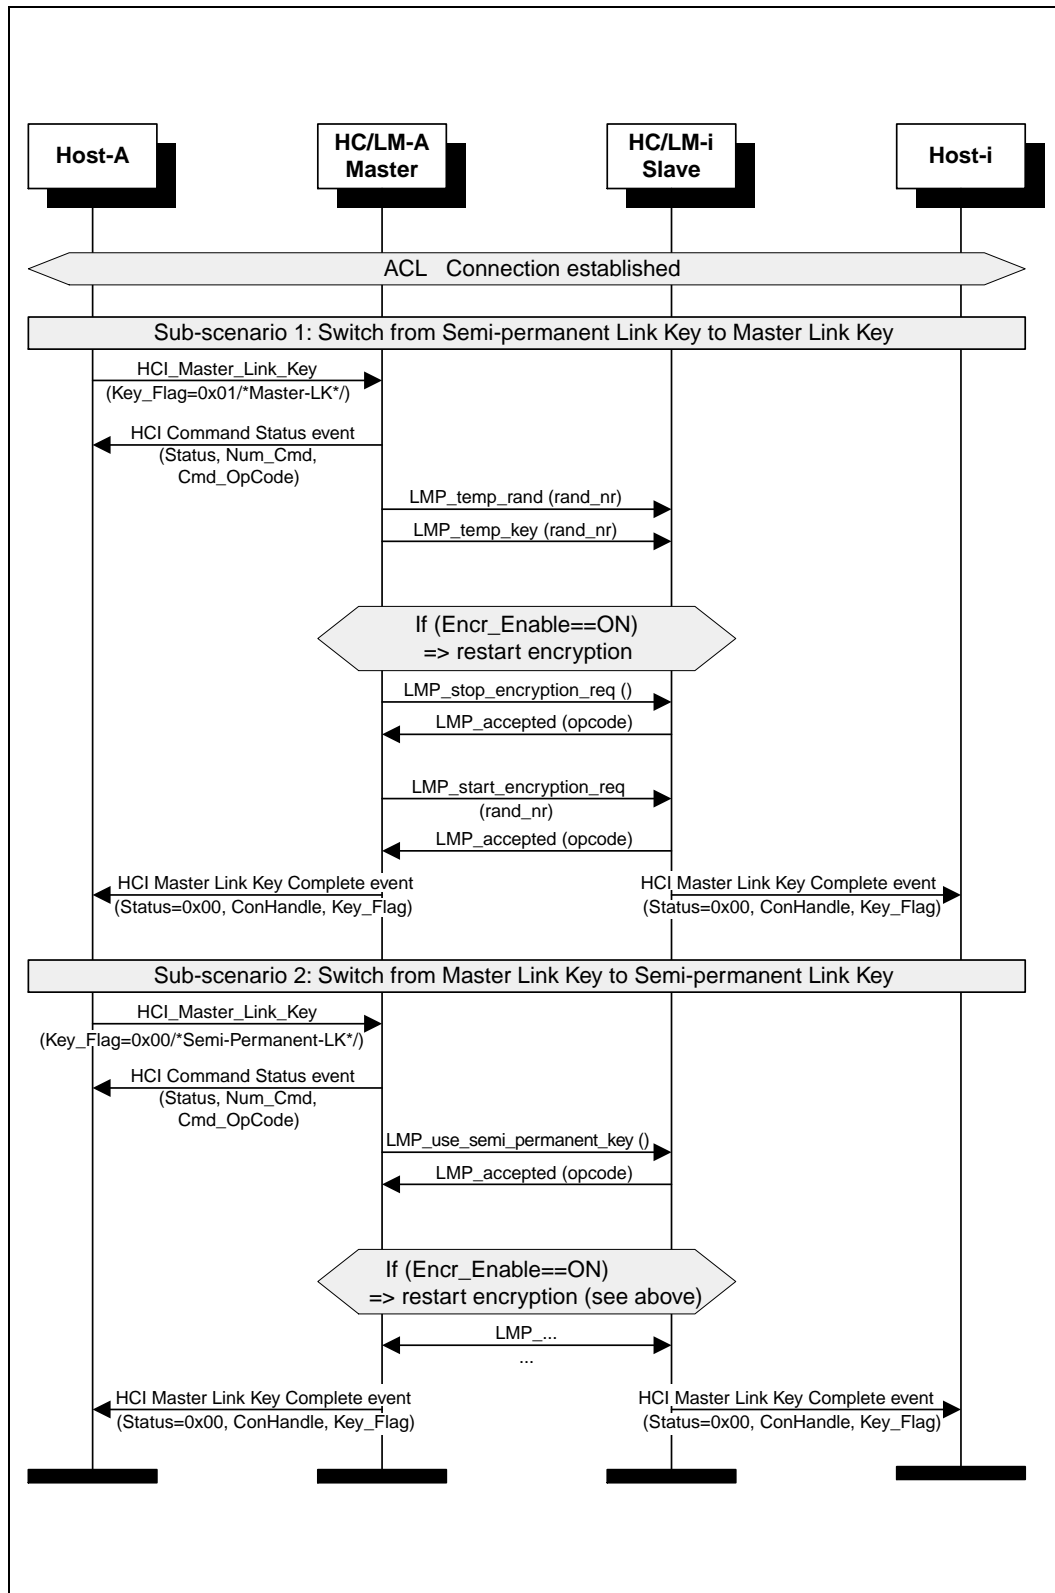 Host-A
HC/LM-A
Master
HC/LM-i
Slave
Host-i
ACL Connection established
Sub-scenario 1: Switch from Semi-permanent Link Key to Master Link Key
HCI_Master_Link_Key
(Key_Flag=0x01/*Master-LK*/)
HCI Command Status event
(Status, Num_Cmd,
Cmd_OpCode)
LMP_temp_rand (rand_nr)
LMP_temp_key (rand_nr)
If (Encr_Enable==ON)
=> restart encryption
LMP_stop_encryption_req ()
LMP_accepted (opcode)
LMP_start_encryption_req
(rand_nr)
LMP_accepted (opcode)
HCI Master Link Key Complete event
(Status=0x00, ConHandle, Key_Flag)
HCI Master Link Key Complete event
(Status=0x00, ConHandle, Key_Flag)
Sub-scenario 2: Switch from Master Link Key to Semi-permanent Link Key
HCI_Master_Link_Key
(Key_Flag=0x00/*Semi-Permanent-LK*/)
HCI Command Status event
(Status, Num_Cmd,
Cmd_OpCode)
LMP_use_semi_permanent_key ()
LMP_accepted (opcode)
If (Encr_Enable==ON)
=> restart encryption (see above)
LMP_...
...
HCI Master Link Key Complete event
(Status=0x00, ConHandle, Key_Flag)
HCI Master Link Key Complete event
(Status=0x00, ConHandle, Key_Flag)